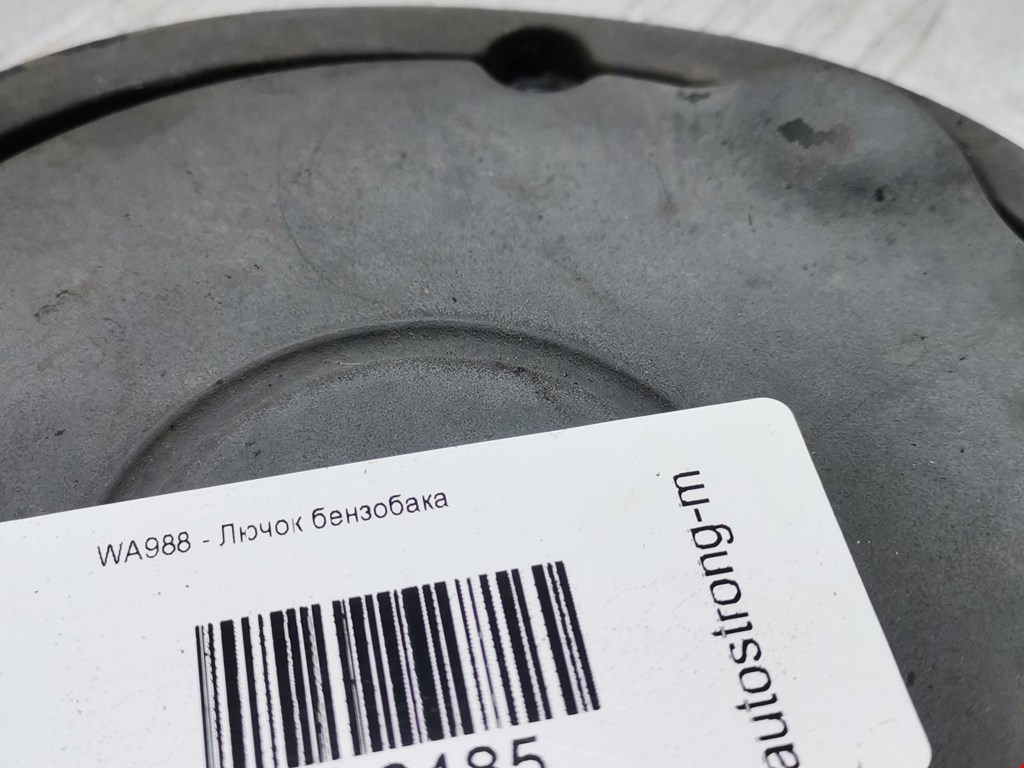 WA988 - Лючок бензобака
autostrong-m